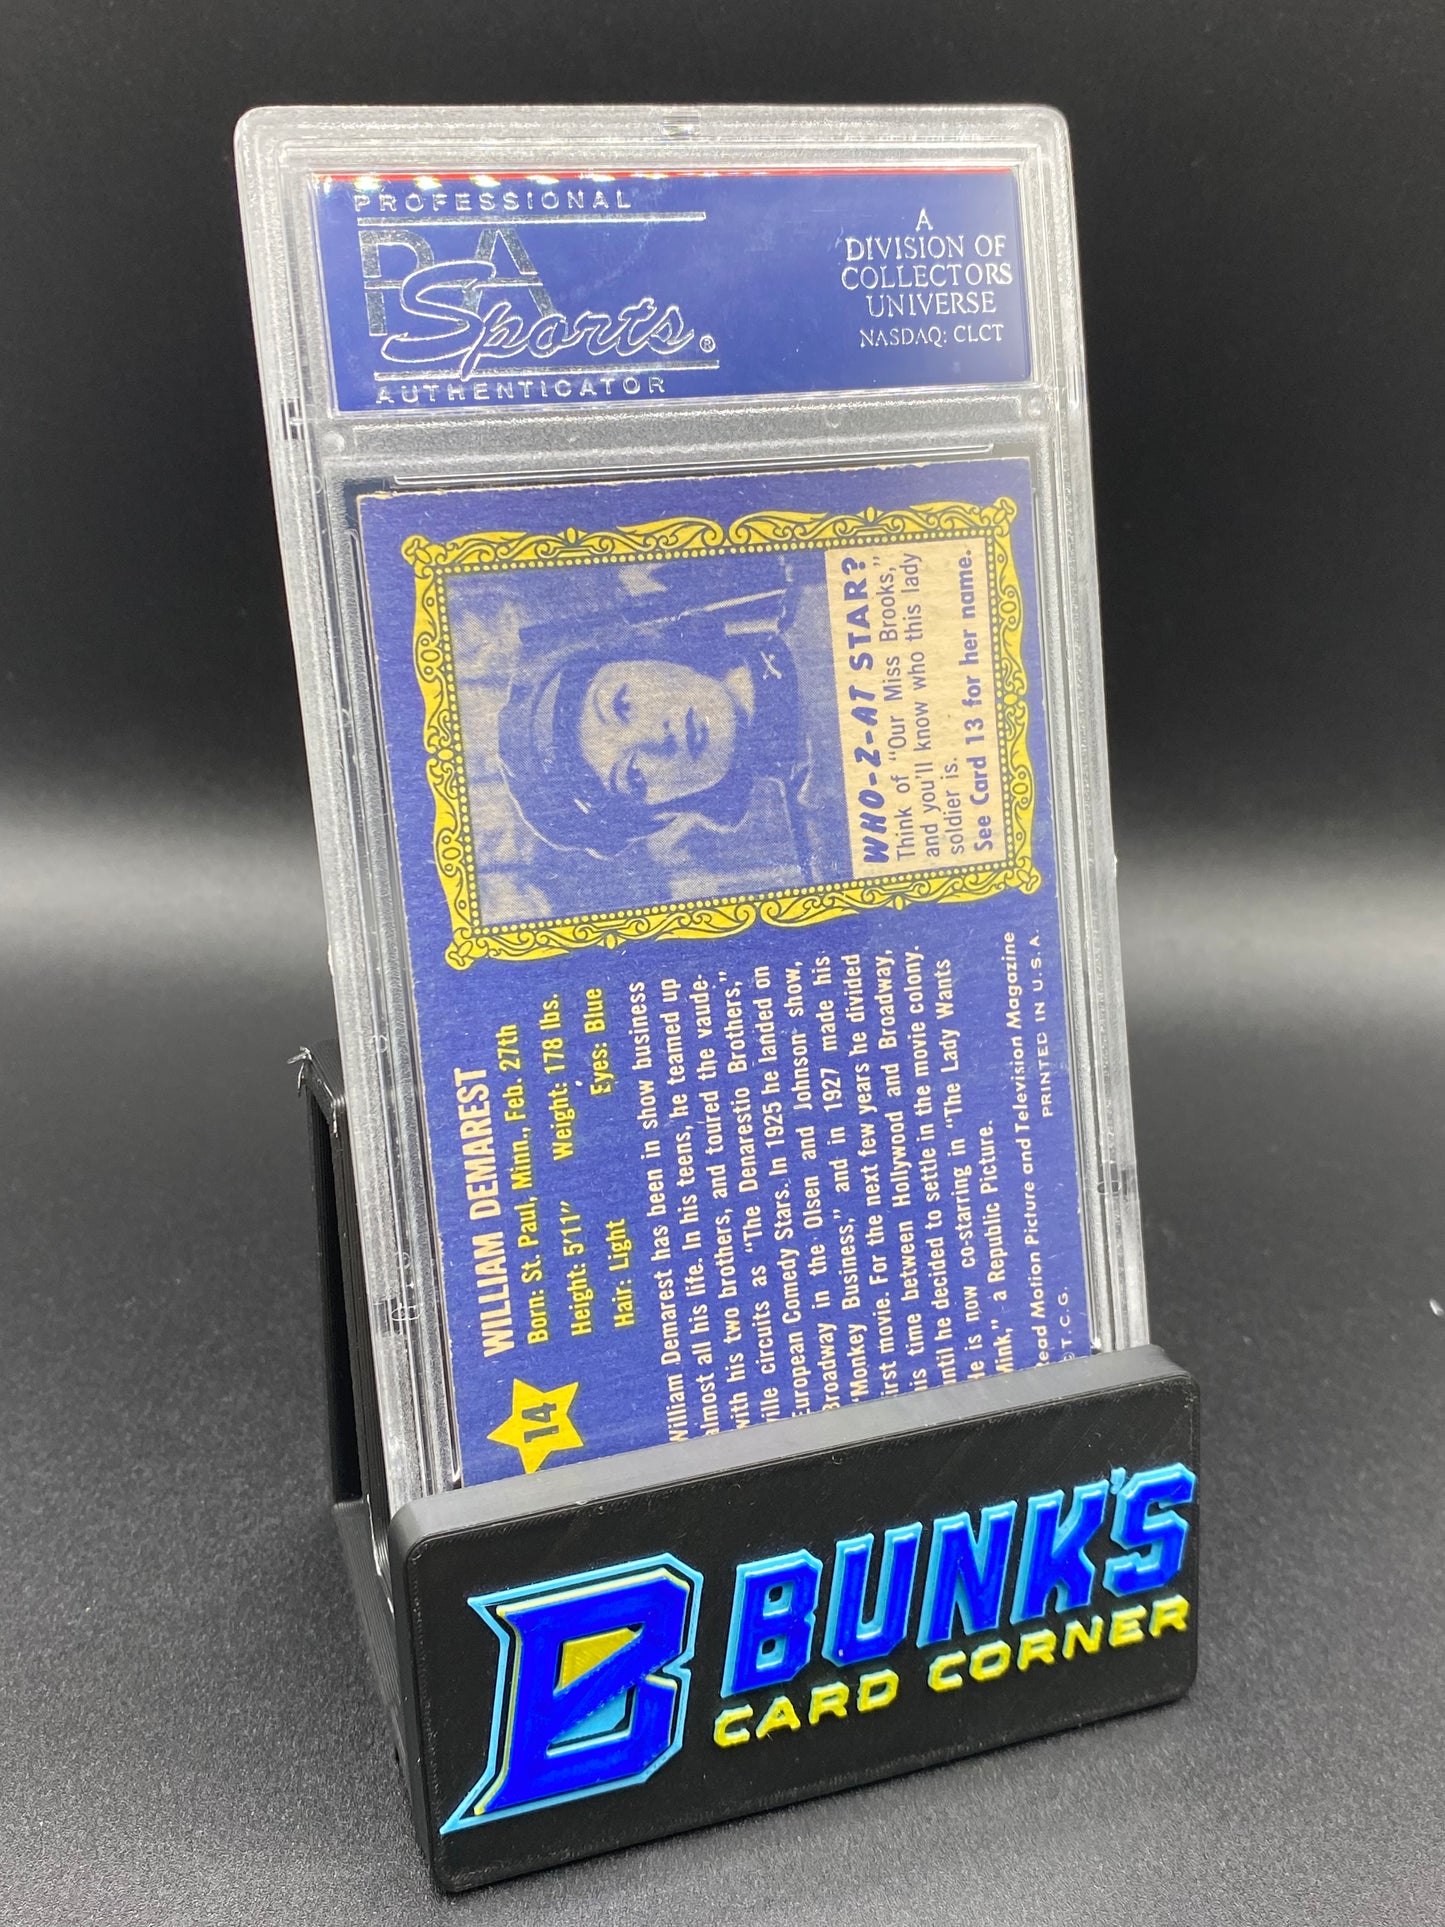 PROFESSIONAL
PSA
Sports®
AUTHENTICATOR
A
DIVISION OF
COLLECTORS
UNIVERSE
NASDAQ: CLCT
14
WILLIAM DEMAREST
Born: St. Paul, Minn., Feb. 27th
Height: 5'11" Weight: 178 lbs.
Hair: Light Eyes: Blue
William Demarest has been in show business
almost all his life. In his teens, he teamed up
with his two brothers, and toured the vaude-
ville circuits as "The Denarestio Brothers,"
European Comedy Stars. In 1925 he landed on
Broadway in the Olsen and Johnson show,
"Monkey Business," and in 1927 made his
first movie. For the next few years he divided
his time between Hollywood and Broadway,
until he decided to settle in the movie colony.
He is now co-starring in "The Lady Wants
Mink," a Republic Picture.
Read Motion Picture and Television Magazine
© T.C.G. PRINTED IN U.S.A.
WHO-Z-AT STAR?
Think of "Our Miss Brooks,"
and you'll know who this lady
soldier is.
See Card 13 for her name.
B BUNK'S
CARD CORNER